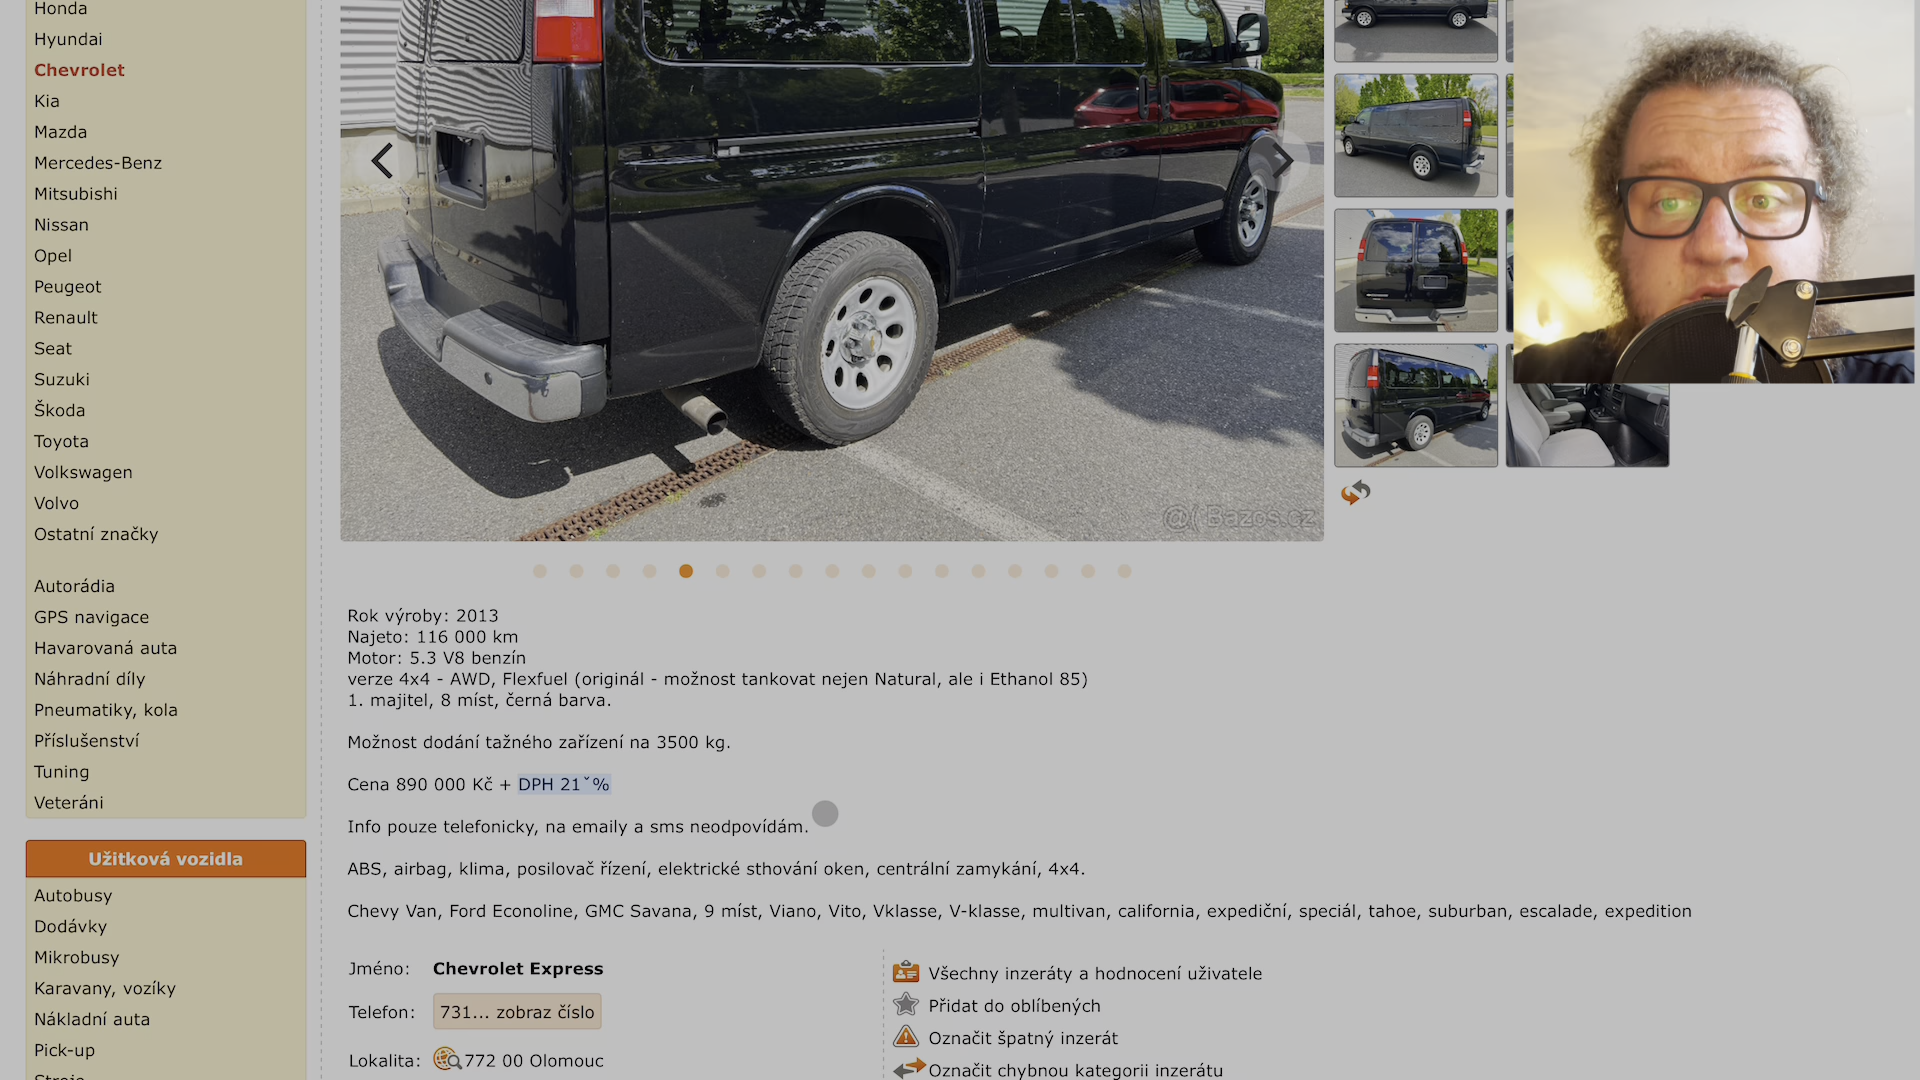 Honda
Hyundai
Chevrolet
Kia
Mazda
Mercedes-Benz
Mitsubishi
Nissan
Opel
Peugeot
Renault
Seat
Suzuki
Škoda
Toyota
Volkswagen
Volvo
Ostatní značky
Autorádia
GPS navigace
Havarovaná auta
Náhradní díly
Pneumatiky, kola
Příslušenství
Tuning
Veteráni
Užitková vozidla
Autobusy
Dodávky
Mikrobusy
Karavany, vozíky
Nákladní auta
Pick-up
Stroje
@( Bazos.cz
Rok výroby: 2013
Najeto: 116 000 km
Motor: 5.3 V8 benzín
verze 4x4 - AWD, Flexfuel (originál - možnost tankovat nejen Natural, ale i Ethanol 85)
1. majitel, 8 míst, černá barva.
Možnost dodání tažného zařízení na 3500 kg.
Cena 890 000 Kč + DPH 21ˇ%
Info pouze telefonicky, na emaily a sms neodpovídám.
ABS, airbag, klima, posilovač řízení, elektrické sthování oken, centrální zamykání, 4x4.
Chevy Van, Ford Econoline, GMC Savana, 9 míst, Viano, Vito, Vklasse, V-klasse, multivan, california, expediční, speciál, tahoe, suburban, escalade, expedition
Jméno: Chevrolet Express
Telefon: 731... zobraz číslo
Lokalita: 772 00 Olomouc
Všechny inzeráty a hodnocení uživatele
Přidat do oblíbených
Označit špatný inzerát
Označit chybnou kategorii inzerátu